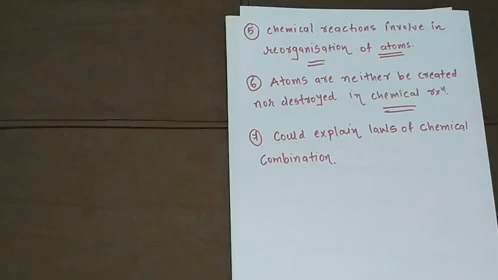 ⑤ chemical reactions involve in
reorganisation of atoms.
⑥ Atoms are neither be created
nor destroyed in chemical rxⁿ.
⑦ Could explain laws of chemical
Combination.